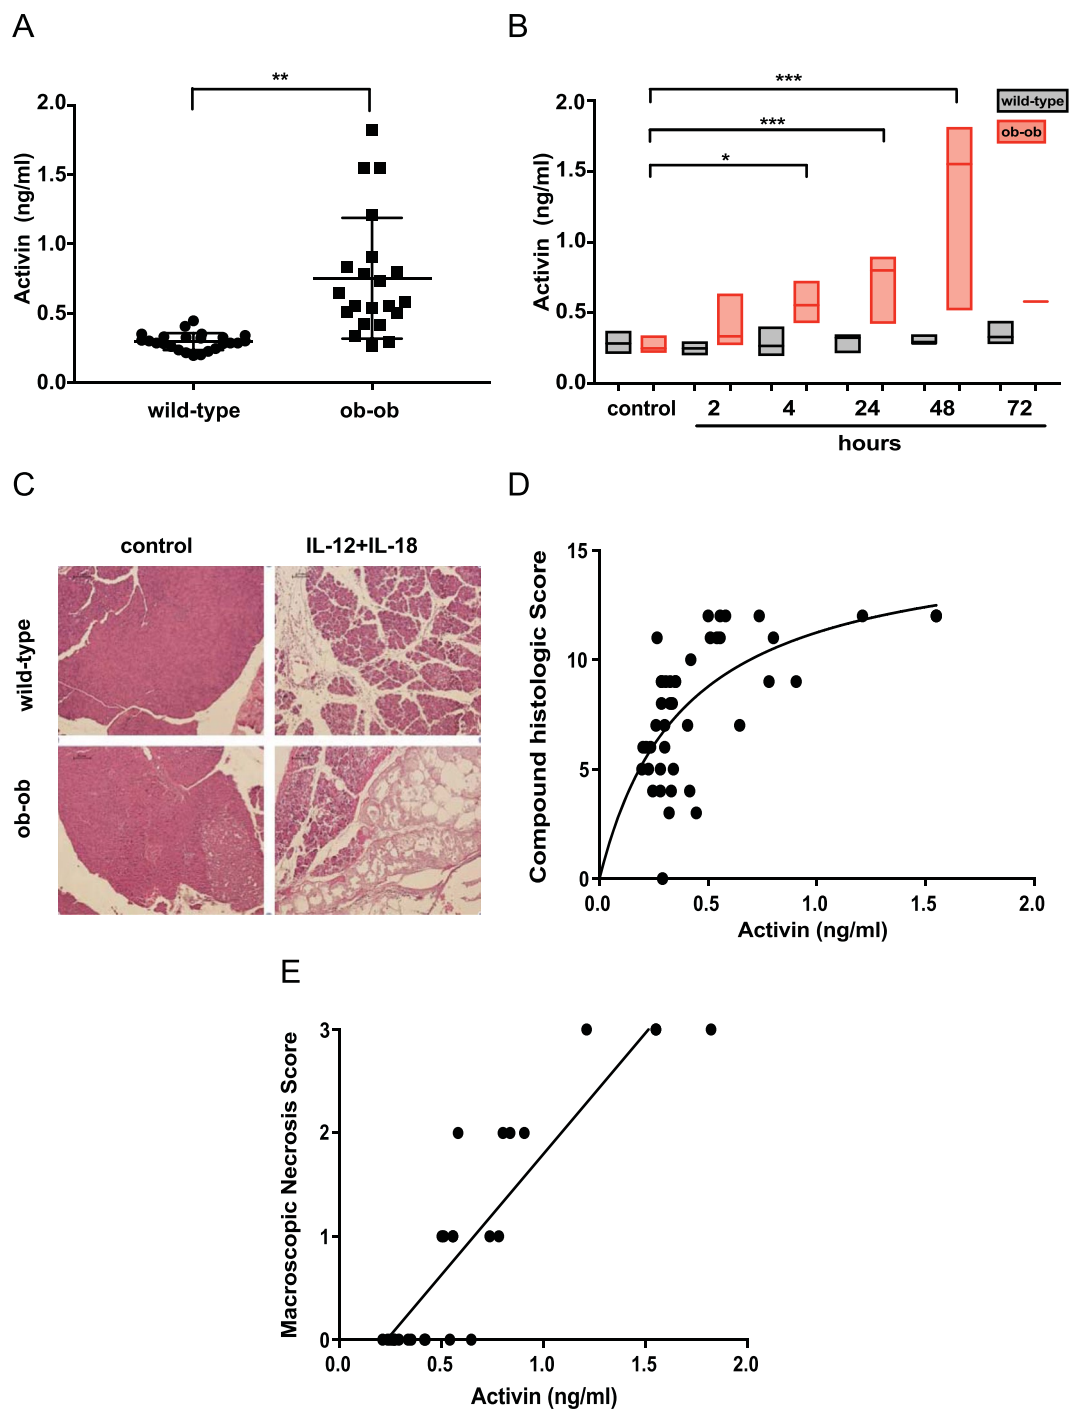 A
**
2.0
1.5
1.0
0.5
0.0
Activin (ng/ml)
wild-type ob-ob
B
***
***
*
wild-type
ob-ob
2.0
1.5
1.0
0.5
0.0
Activin (ng/ml)
control 2 4 24 48 72
hours
C
control IL-12+IL-18
wild-type
ob-ob
D
15
10
5
0
Compound histologic Score
0.0 0.5 1.0 1.5 2.0
Activin (ng/ml)
E
3
2
1
0
Macroscopic Necrosis Score
0.0 0.5 1.0 1.5 2.0
Activin (ng/ml)